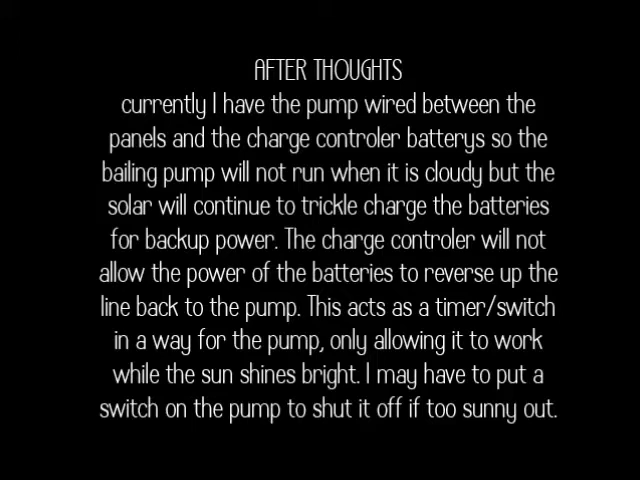 AFTER THOUGHTS
currently I have the pump wired between the
panels and the charge controler batterys so the
bailing pump will not run when it is cloudy but the
solar will continue to trickle charge the batteries
for backup power. The charge controler will not
allow the power of the batteries to reverse up the
line back to the pump. This acts as a timer/switch
in a way for the pump, only allowing it to work
while the sun shines bright. I may have to put a
switch on the pump to shut it off if too sunny out.